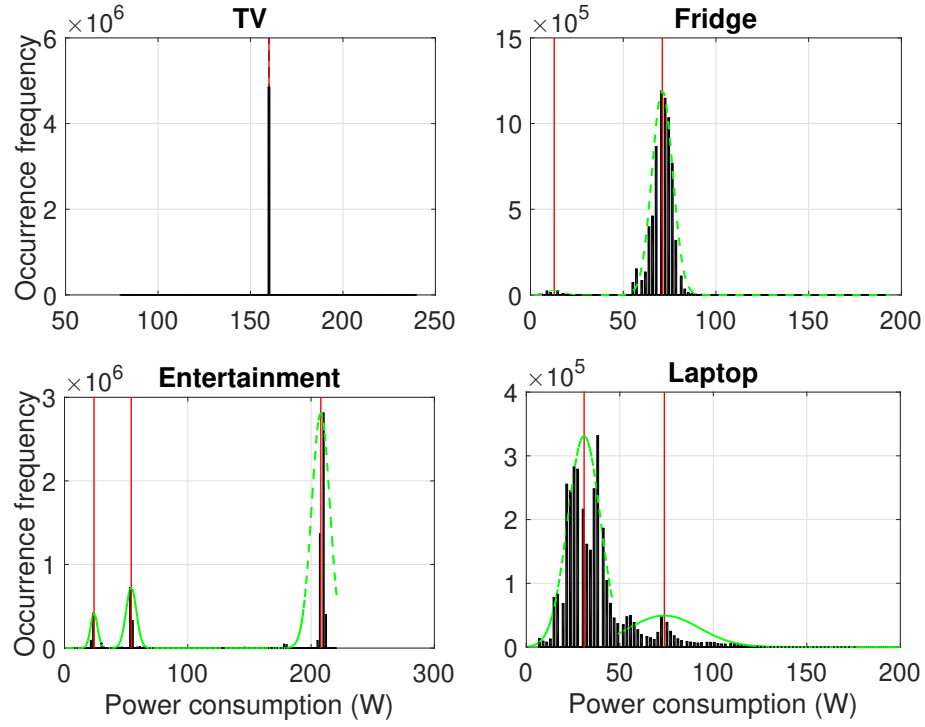 TV
×10^6
Occurrence frequency
6
4
2
0
50 100 150 200 250
Fridge
×10^5
15
10
5
0
0 50 100 150 200
Entertainment
×10^6
Occurrence frequency
3
2
1
0
0 100 200 300
Power consumption (W)
Laptop
×10^5
4
3
2
1
0
0 50 100 150 200
Power consumption (W)